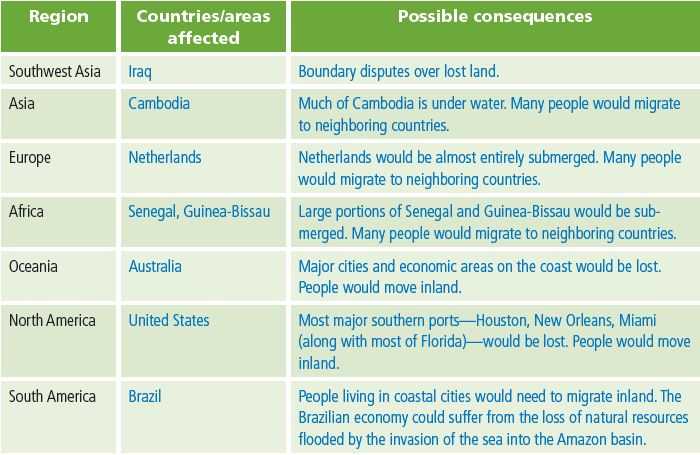 Region Countries/areas affected Possible consequences
Southwest Asia Iraq Boundary disputes over lost land.
Asia Cambodia Much of Cambodia is under water. Many people would migrate
to neighboring countries.
Europe Netherlands Netherlands would be almost entirely submerged. Many people
would migrate to neighboring countries.
Africa Senegal, Guinea-Bissau Large portions of Senegal and Guinea-Bissau would be sub-
merged. Many people would migrate to neighboring countries.
Oceania Australia Major cities and economic areas on the coast would be lost.
People would move inland.
North America United States Most major southern ports—Houston, New Orleans, Miami
(along with most of Florida)—would be lost. People would move
inland.
South America Brazil People living in coastal cities would need to migrate inland. The
Brazilian economy could suffer from the loss of natural resources
flooded by the invasion of the sea into the Amazon basin.